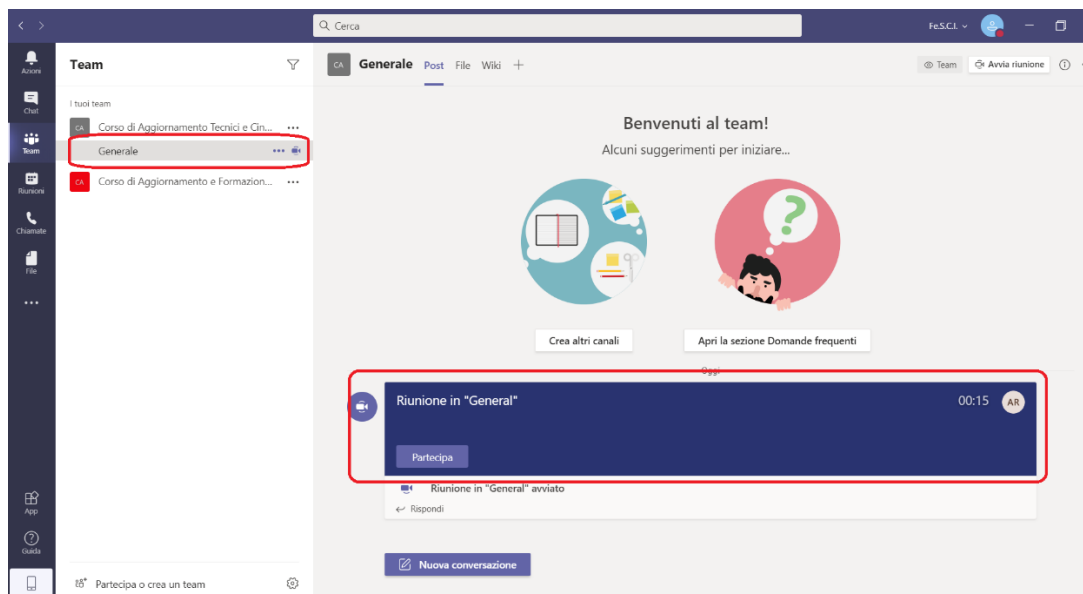 Cerca
Fe.S.C.I.
Azioni
Chat
Team
Riunioni
Chiamate
File
App
Guida
Team
I tuoi team
CA Corso di Aggiornamento Tecnici e Cin... ...
Generale ...
CA Corso di Aggiornamento e Formazion... ...
Partecipa o crea un team
CA Generale Post File Wiki +
Team Avvia riunione
Benvenuti al team!
Alcuni suggerimenti per iniziare...
Crea altri canali Apri la sezione Domande frequenti
Oggi
Riunione in "General" 00:15 AR
Partecipa
Riunione in "General" avviato
Rispondi
Nuova conversazione